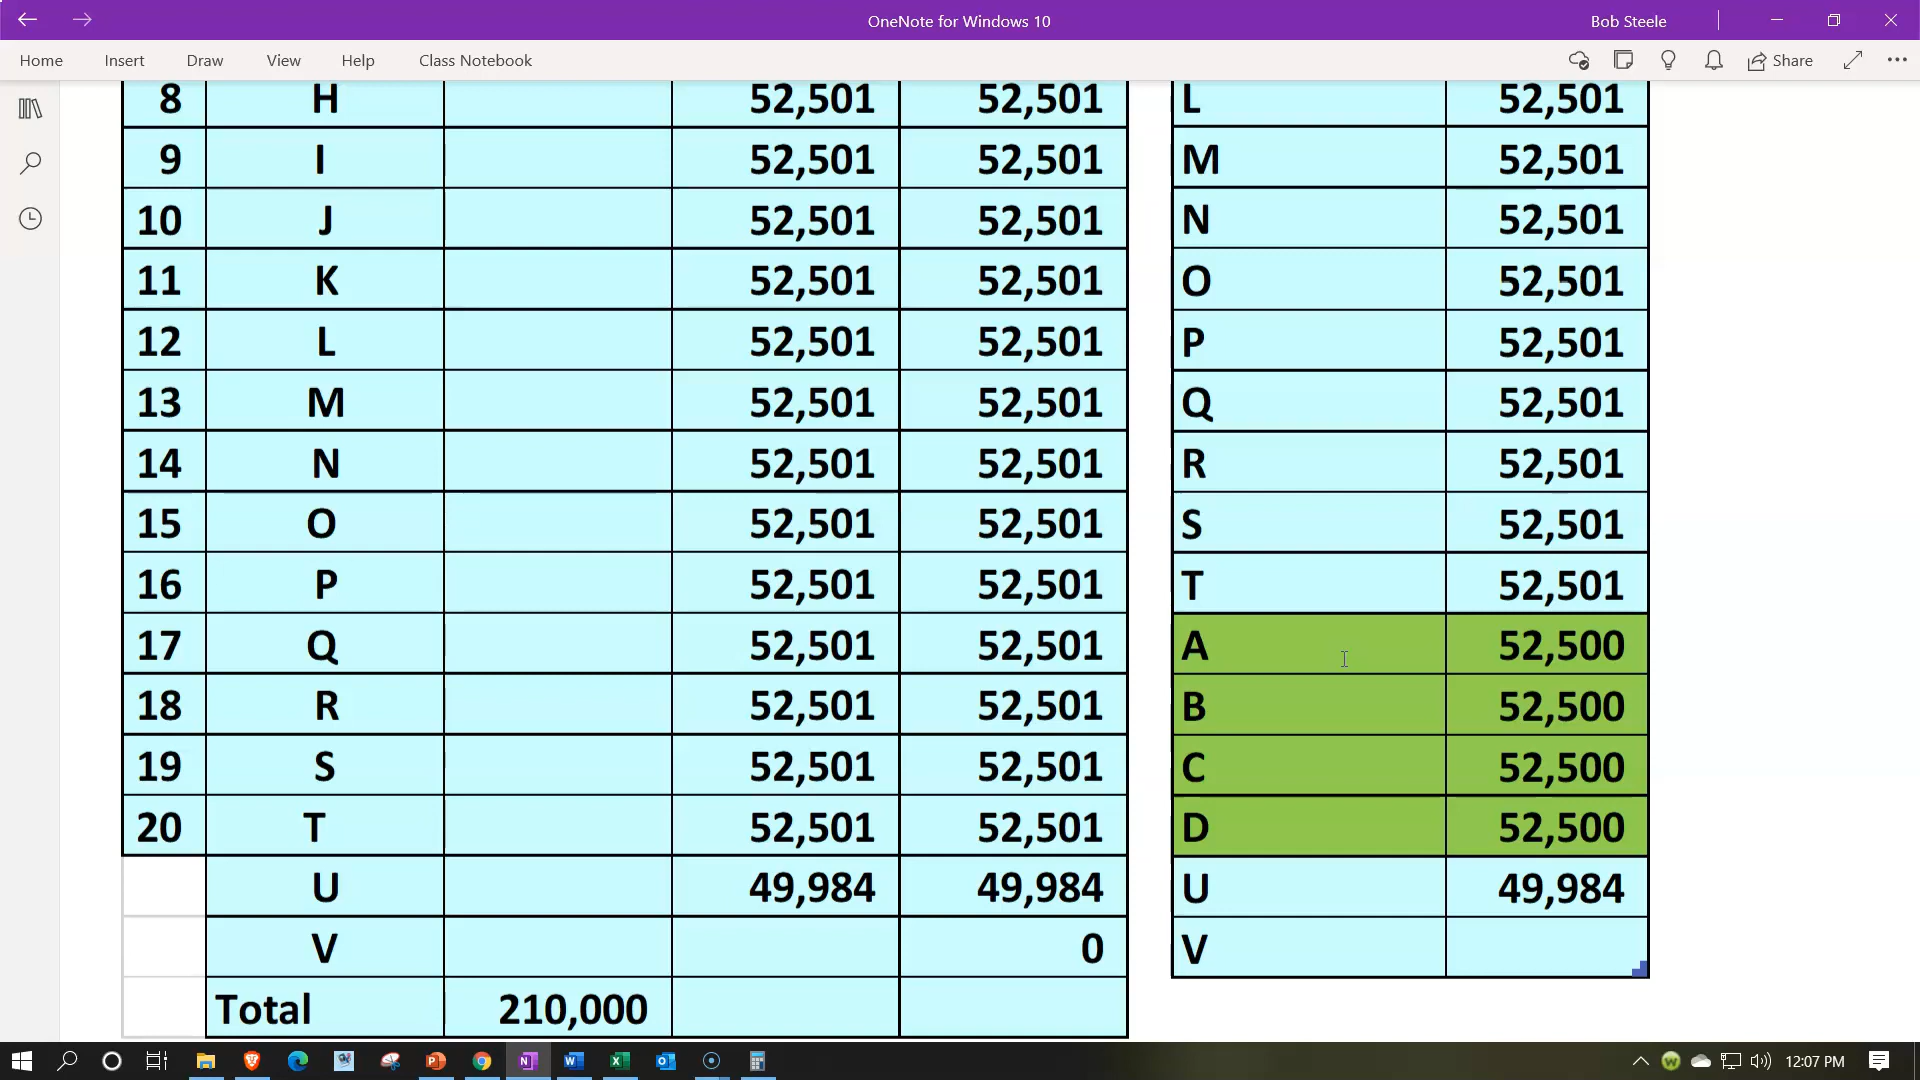 OneNote for Windows 10
Bob Steele
Home Insert Draw View Help Class Notebook
Share
8 H 52,501 52,501 L 52,501
9 I 52,501 52,501 M 52,501
10 J 52,501 52,501 N 52,501
11 K 52,501 52,501 O 52,501
12 L 52,501 52,501 P 52,501
13 M 52,501 52,501 Q 52,501
14 N 52,501 52,501 R 52,501
15 O 52,501 52,501 S 52,501
16 P 52,501 52,501 T 52,501
17 Q 52,501 52,501 A 52,500
18 R 52,501 52,501 B 52,500
19 S 52,501 52,501 C 52,500
20 T 52,501 52,501 D 52,500
U 49,984 49,984 U 49,984
V 0 V
Total 210,000
12:07 PM